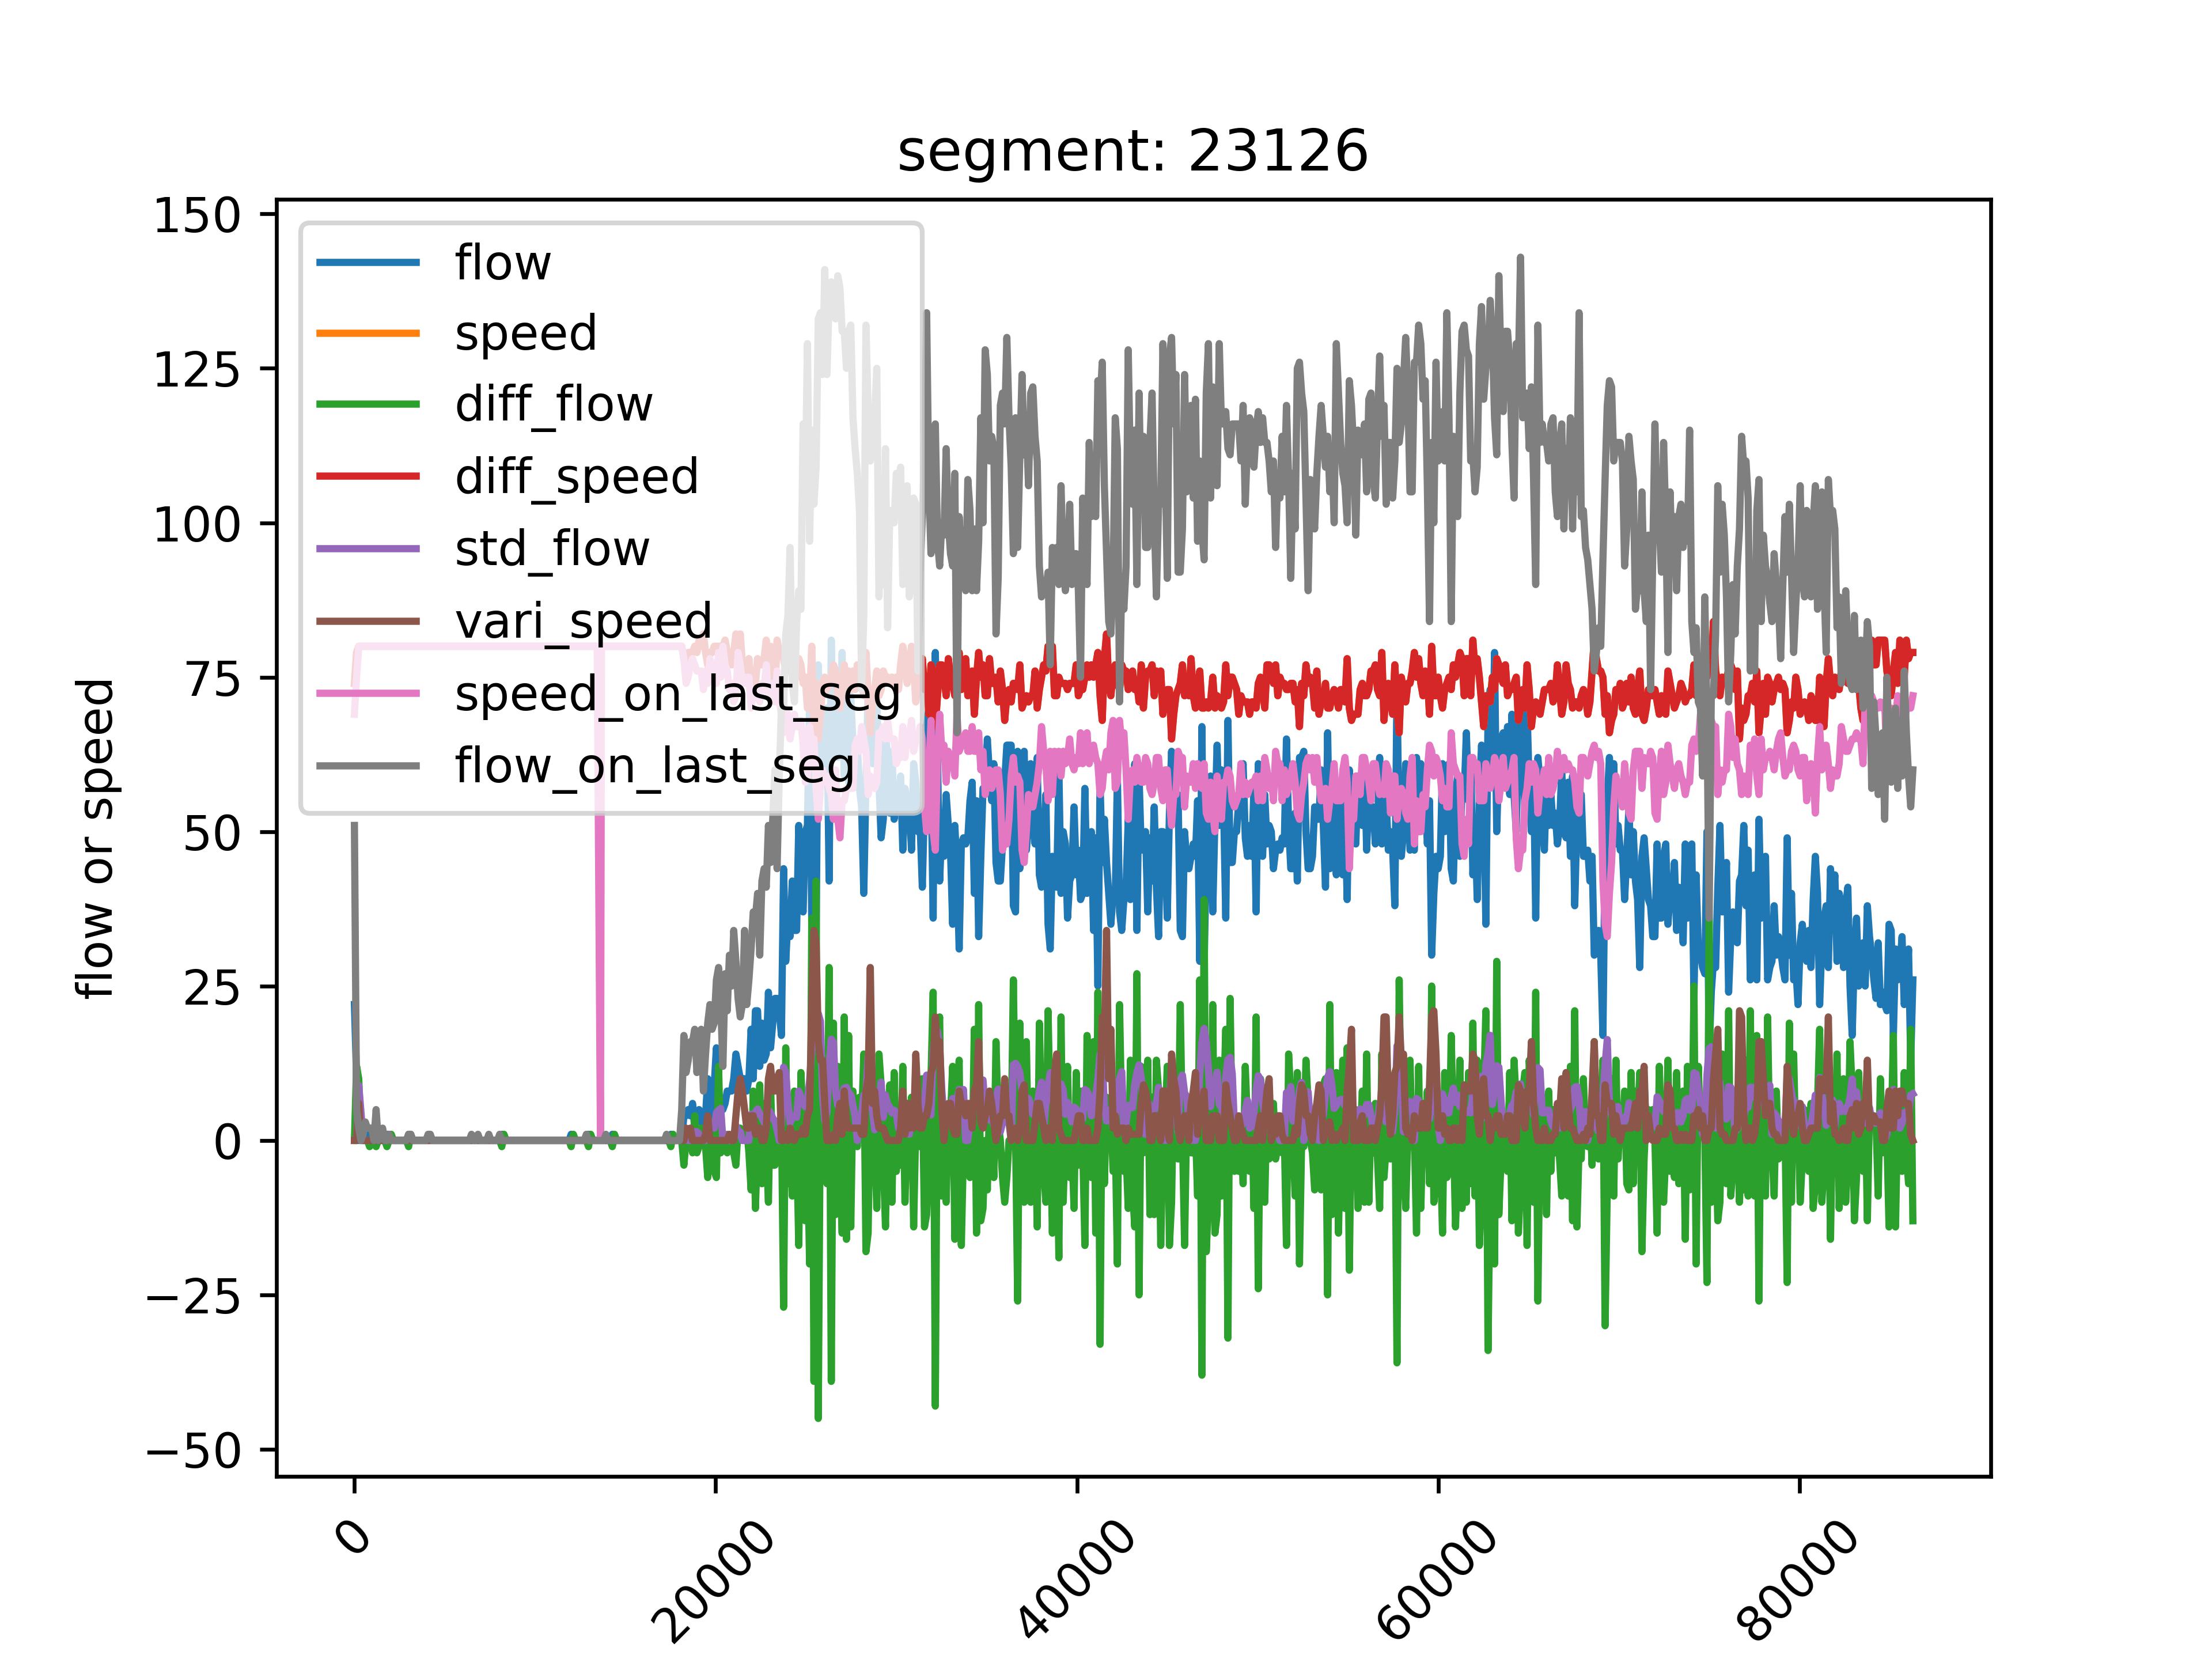 segment: 23126
150
125
100
75
50
25
0
−25
−50
flow or speed
flow
speed
diff_flow
diff_speed
std_flow
vari_speed
speed_on_last_seg
flow_on_last_seg
0
20000
40000
60000
80000